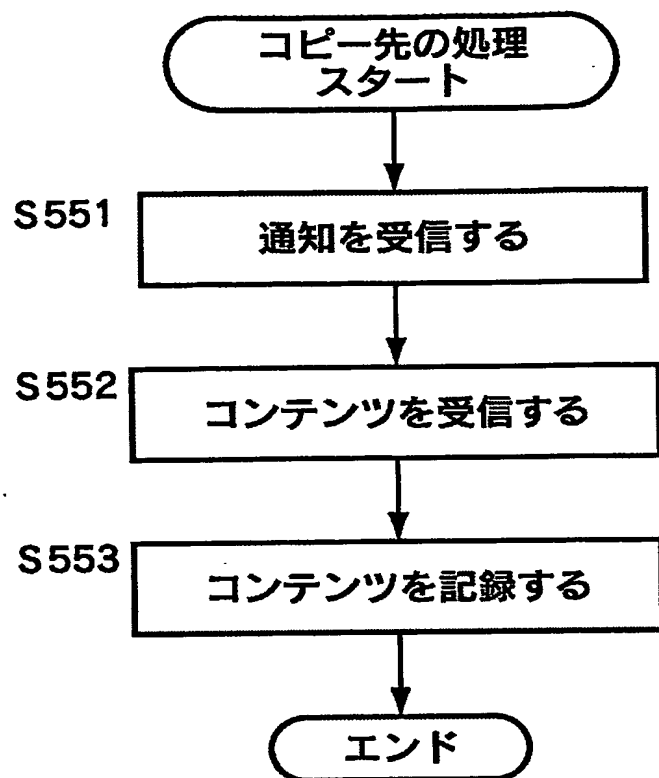 コピー先の処理
スタート
S551
通知を受信する
S552
コンテンツを受信する
S553
コンテンツを記録する
エンド